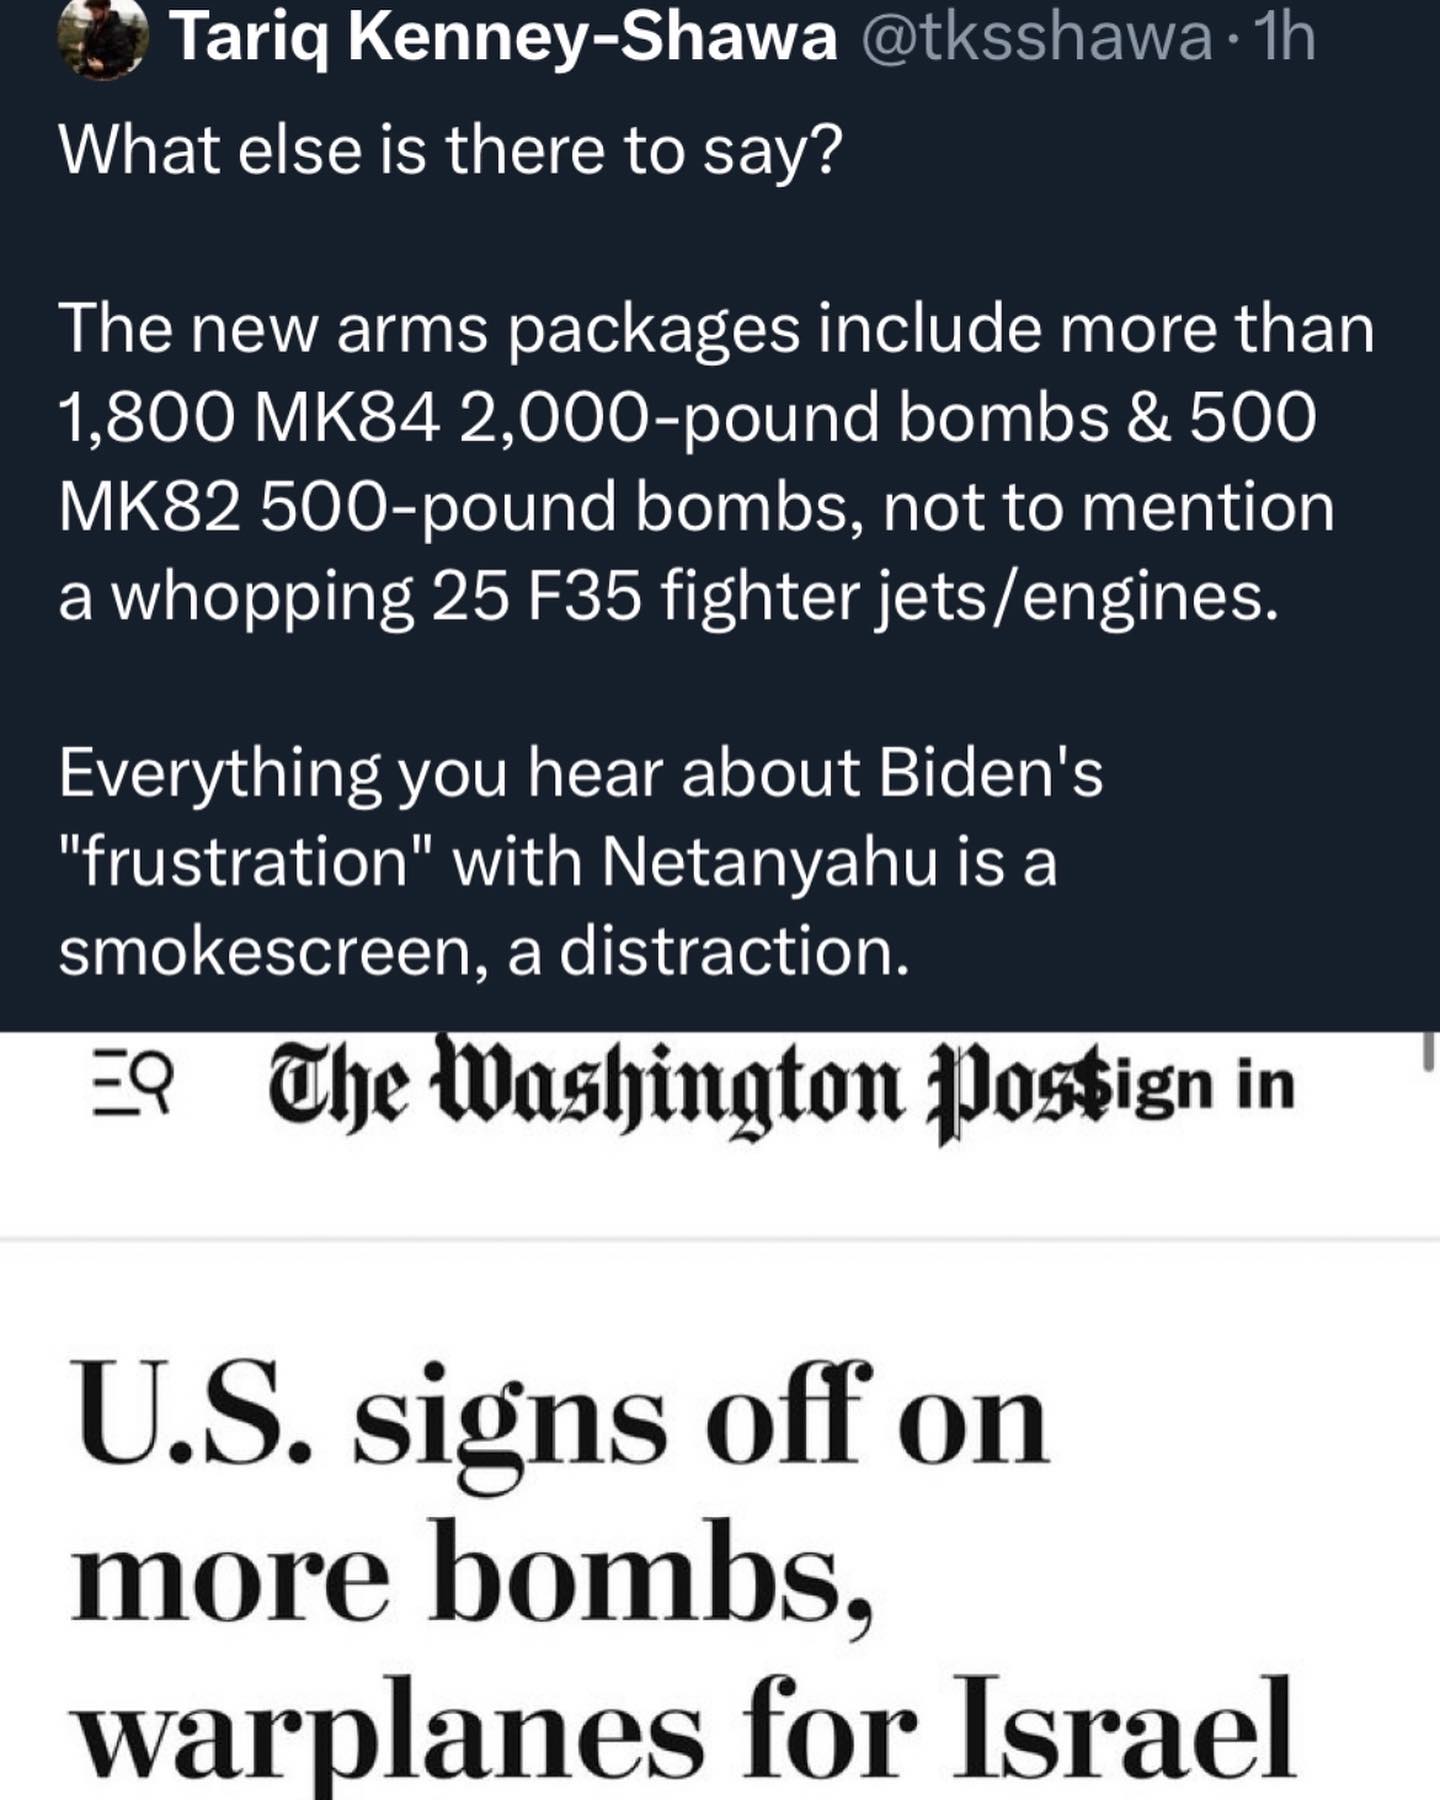 Tariq Kenney-Shawa @tksshawa · 1h
What else is there to say?
The new arms packages include more than
1,800 MK84 2,000-pound bombs & 500
MK82 500-pound bombs, not to mention
a whopping 25 F35 fighter jets/engines.
Everything you hear about Biden's
"frustration" with Netanyahu is a
smokescreen, a distraction.
The Washington Post Sign in
U.S. signs off on
more bombs,
warplanes for Israel